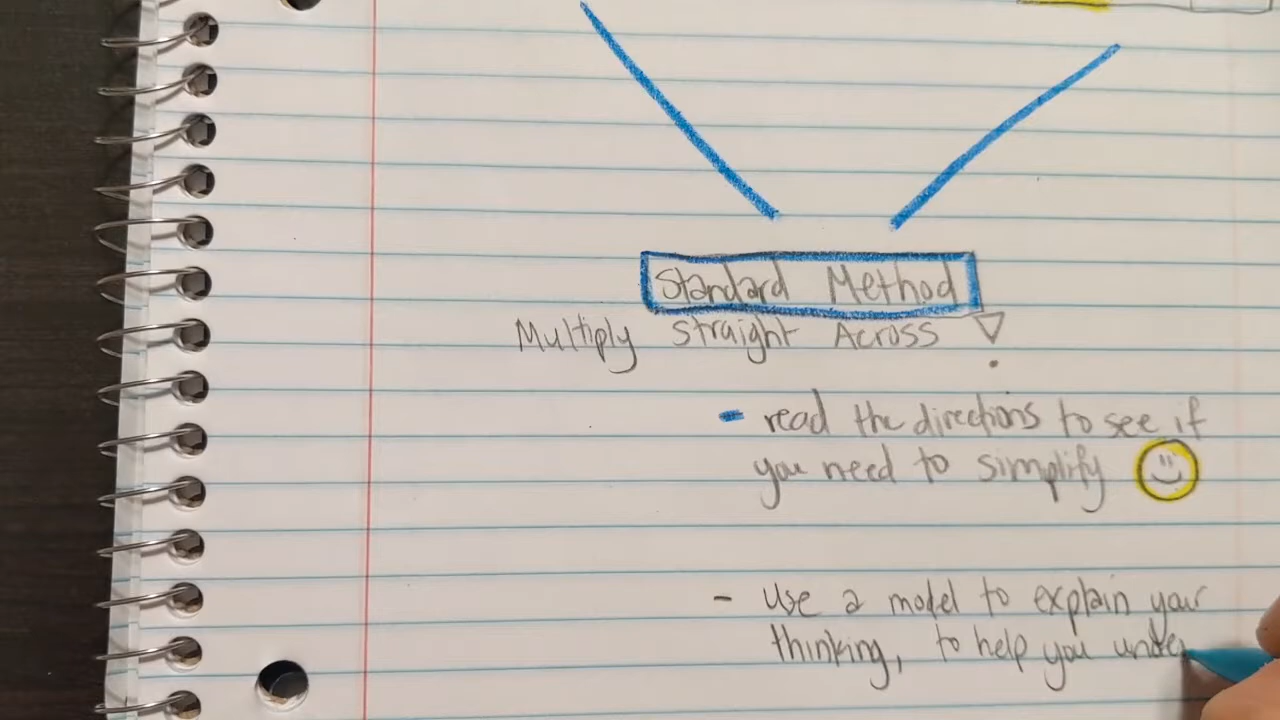 Standard Method
Multiply Straight Across !
- read the directions to see if
you need to simplify
- use a model to explain your
thinking, to help you under